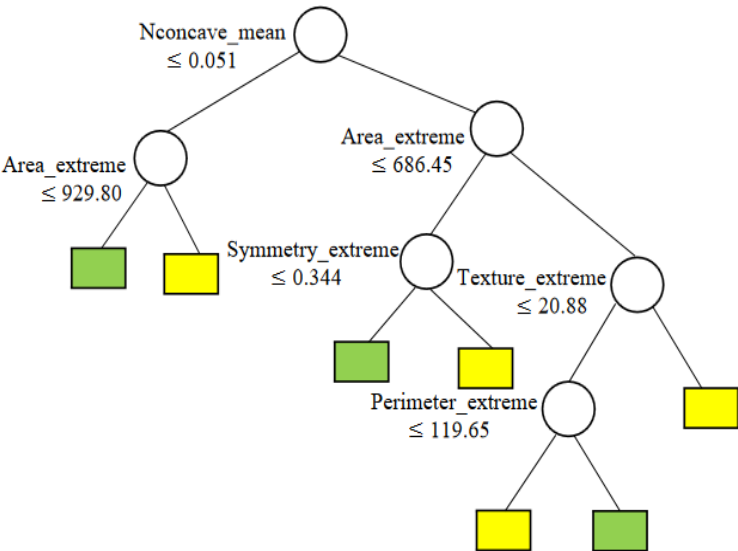 Nconcave_mean
≤ 0.051
Area_extreme
≤ 686.45
Area_extreme
≤ 929.80
Symmetry_extreme
≤ 0.344
Texture_extreme
≤ 20.88
Perimeter_extreme
≤ 119.65